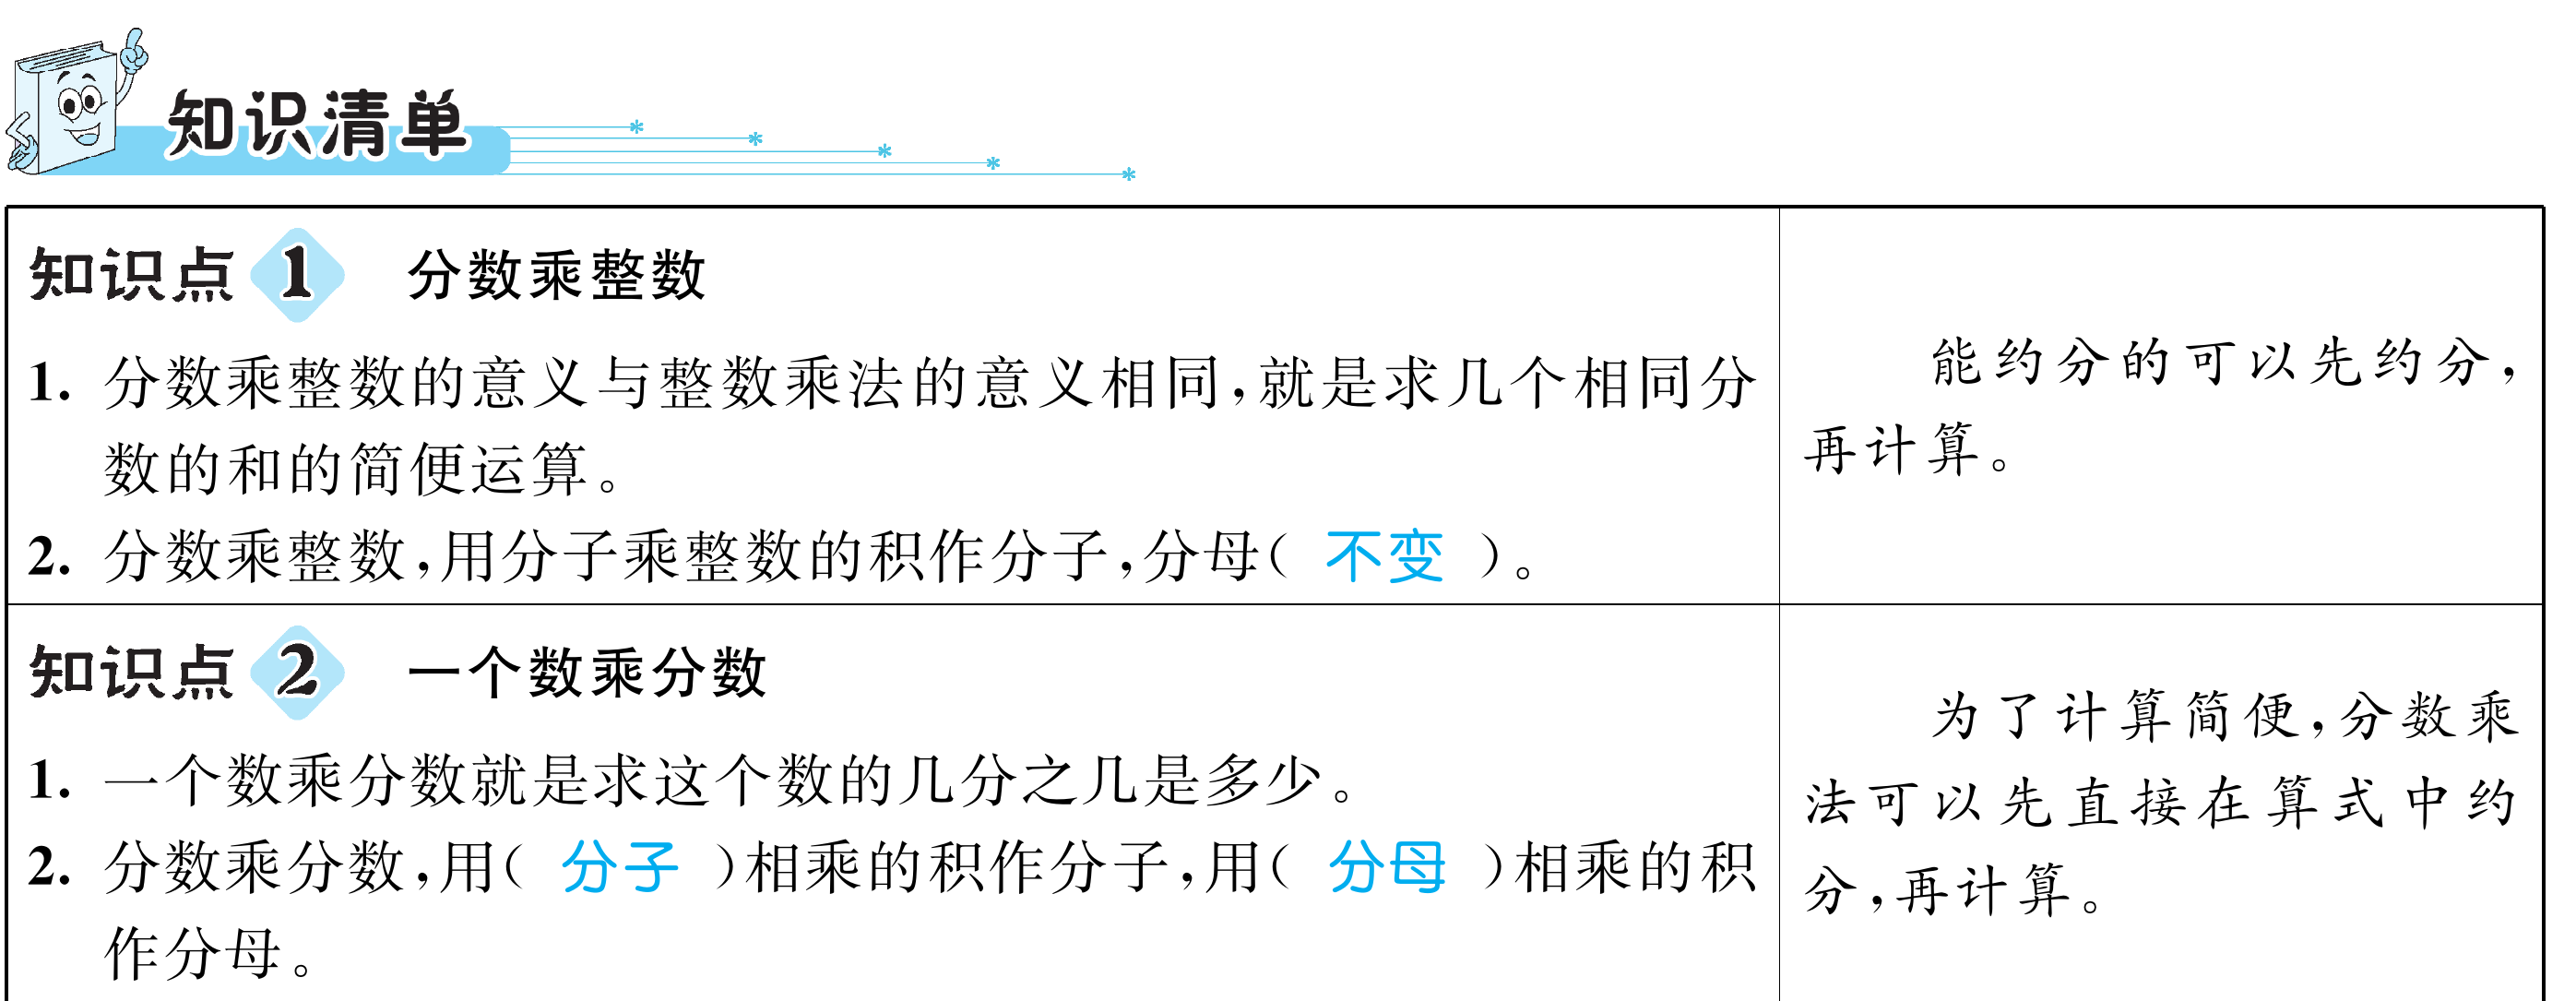 知识清单
知识点 1 分数乘整数
1. 分数乘整数的意义与整数乘法的意义相同,就是求几个相同分
数的和的简便运算。
2. 分数乘整数,用分子乘整数的积作分子,分母( 不变 )。
能约分的可以先约分,
再计算。
知识点 2 一个数乘分数
1. 一个数乘分数就是求这个数的几分之几是多少。
2. 分数乘分数,用( 分子 )相乘的积作分子,用( 分母 )相乘的积
作分母。
为了计算简便,分数乘
法可以先直接在算式中约
分,再计算。